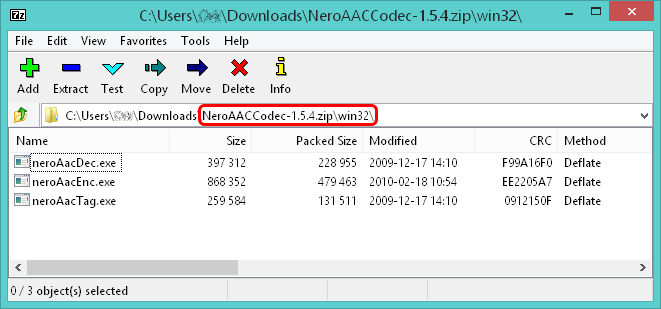 7z
C:\Users\ \Downloads\NeroAACCodec-1.5.4.zip\win32\
File Edit View Favorites Tools Help
Add Extract Test Copy Move Delete Info
C:\Users\ \Downloads\NeroAACCodec-1.5.4.zip\win32\
Name Size Packed Size Modified CRC Method
neroAacDec.exe 397 312 228 955 2009-12-17 14:10 F99A16F0 Deflate
neroAacEnc.exe 868 352 479 463 2010-02-18 10:54 EE2205A7 Deflate
neroAacTag.exe 259 584 131 511 2009-12-17 14:10 0912150F Deflate
0 / 3 object(s) selected